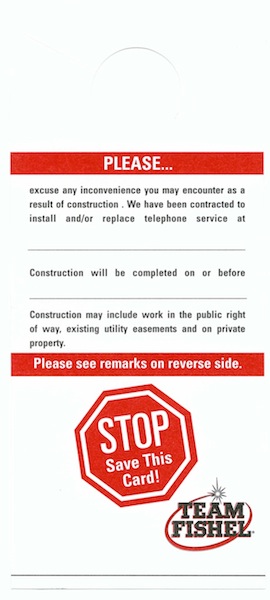 PLEASE...
excuse any inconvenience you may encounter as a
result of construction . We have been contracted to
install and/or replace telephone service at
Construction will be completed on or before
Construction may include work in the public right
of way, existing utility easements and on private
property.
Please see remarks on reverse side.
STOP
Save This
Card!
TEAM
FISHEL